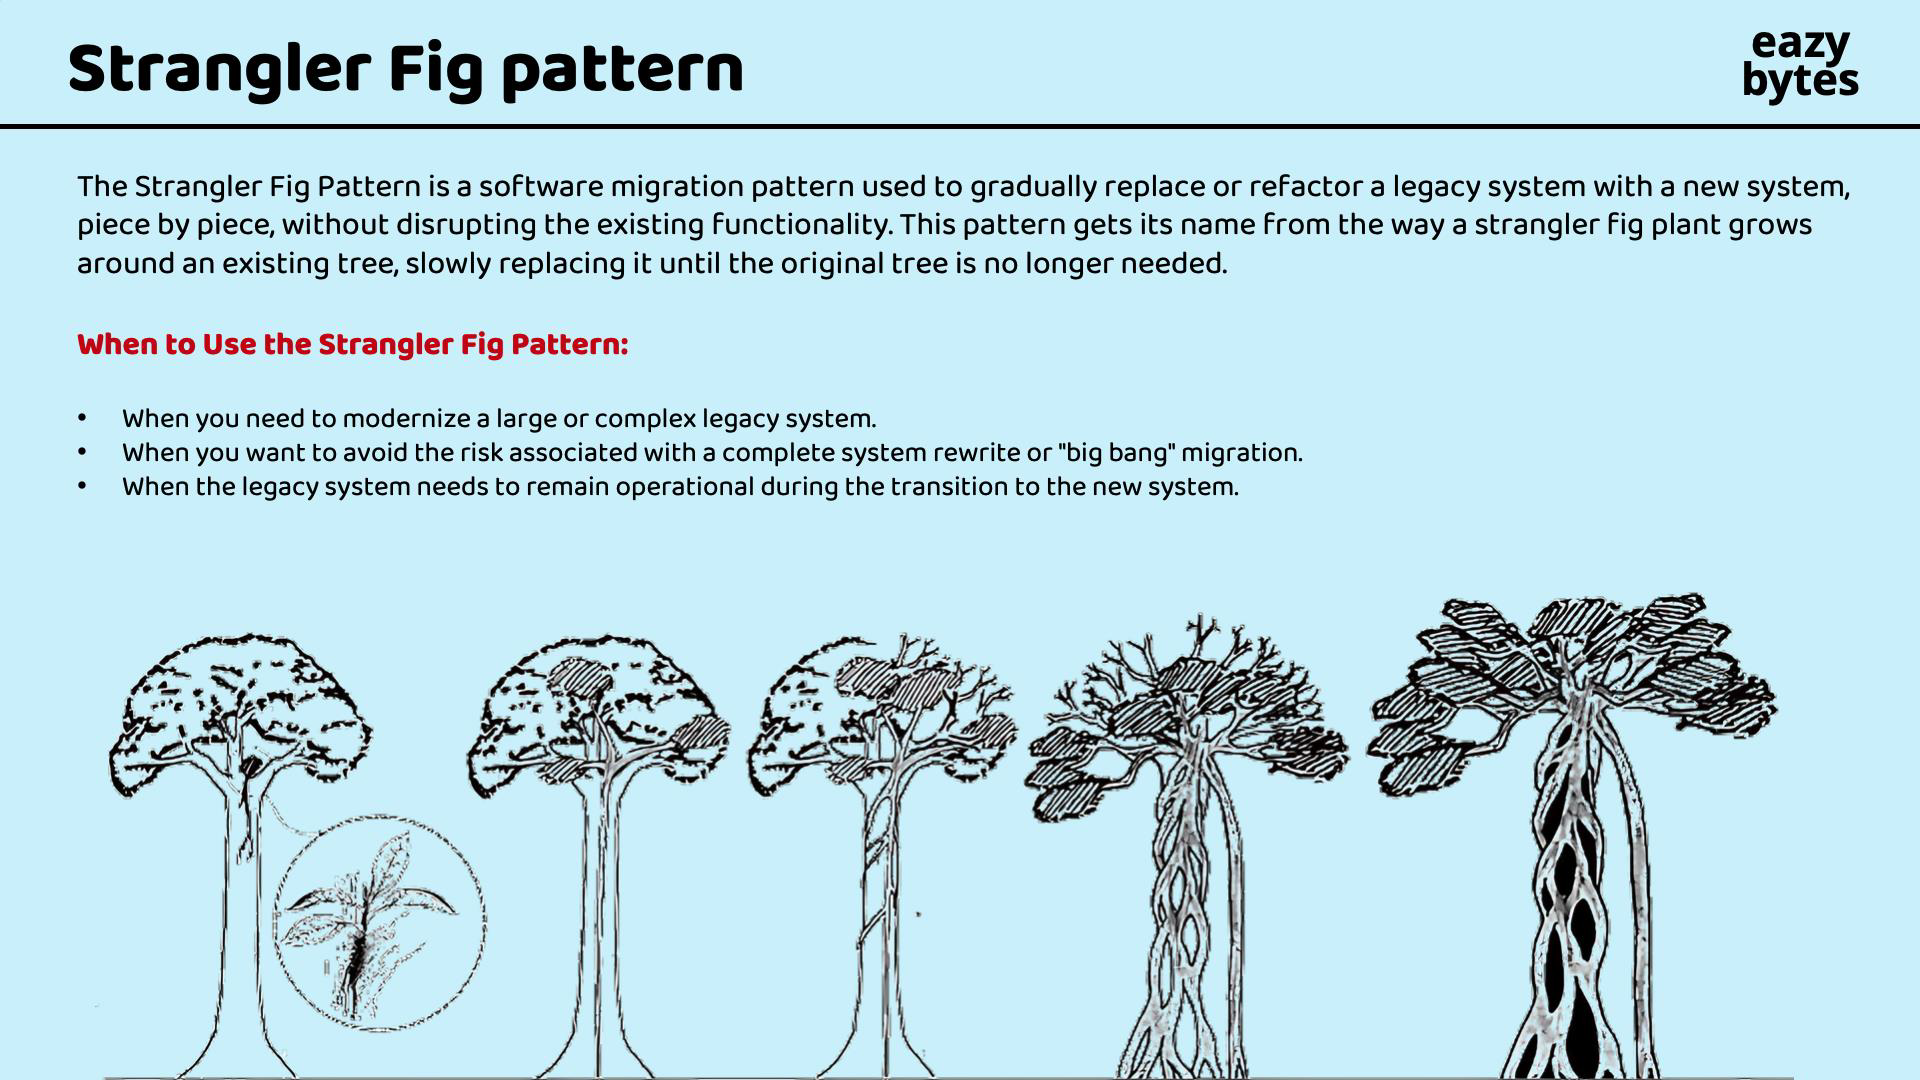 Strangler Fig pattern
eazy
bytes
The Strangler Fig Pattern is a software migration pattern used to gradually replace or refactor a legacy system with a new system,
piece by piece, without disrupting the existing functionality. This pattern gets its name from the way a strangler fig plant grows
around an existing tree, slowly replacing it until the original tree is no longer needed.
When to Use the Strangler Fig Pattern:
• When you need to modernize a large or complex legacy system.
• When you want to avoid the risk associated with a complete system rewrite or "big bang" migration.
• When the legacy system needs to remain operational during the transition to the new system.